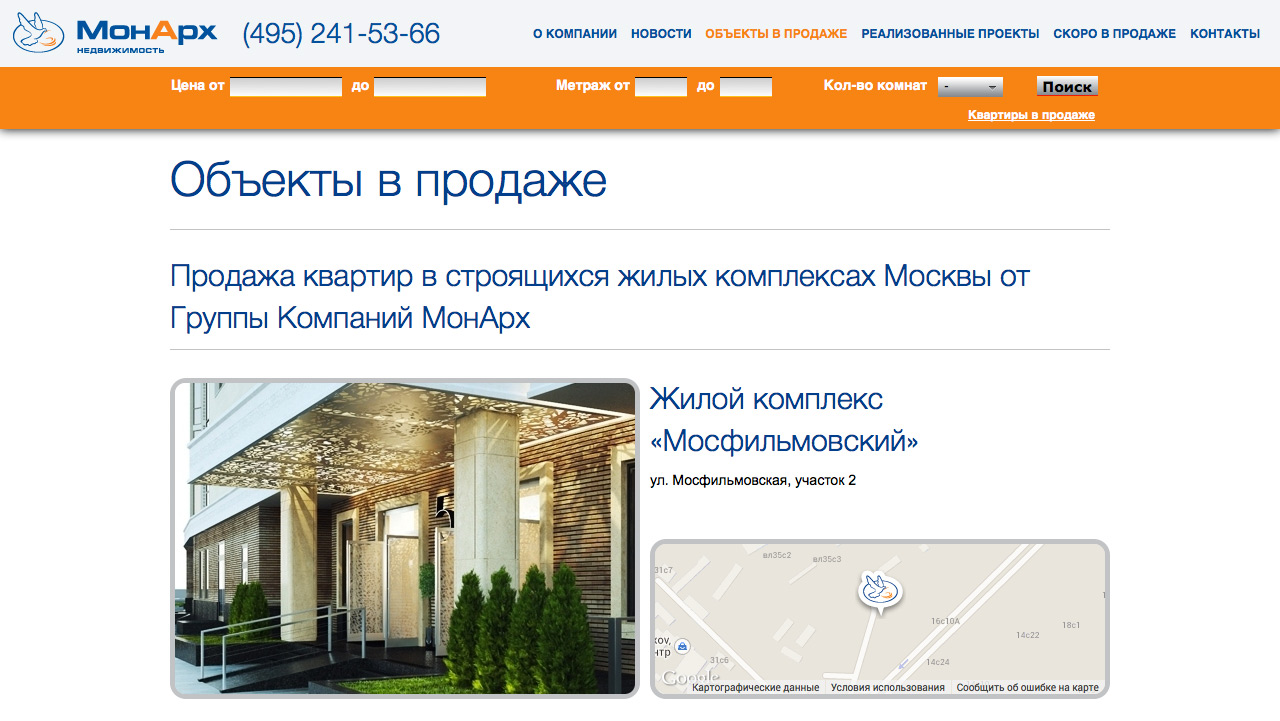 МонАрх
недвижимость
(495) 241-53-66
О КОМПАНИИ НОВОСТИ ОБЪЕКТЫ В ПРОДАЖЕ РЕАЛИЗОВАННЫЕ ПРОЕКТЫ СКОРО В ПРОДАЖЕ КОНТАКТЫ
Цена от до Метраж от до Кол-во комнат - Поиск
Квартиры в продаже
Объекты в продаже
Продажа квартир в строящихся жилых комплексах Москвы от
Группы Компаний МонАрх
Жилой комплекс
«Мосфильмовский»
ул. Мосфильмовская, участок 2
вл35с2
вл35с3
31с7
16с10А
18с1
14с22
31с6
14с24
Google
Картографические данные Условия использования Сообщить об ошибке на карте